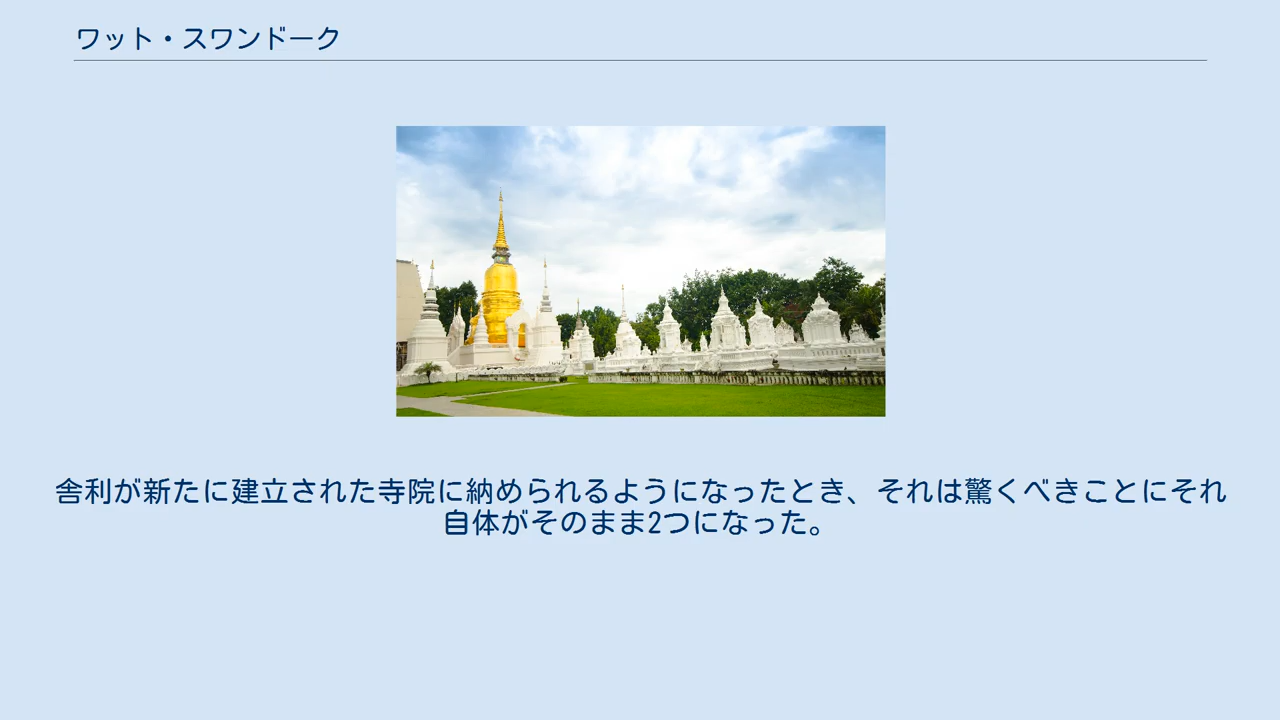 ワット・スワンドーク
舎利が新たに建立された寺院に納められるようになったとき、それは驚くべきことにそれ
自体がそのまま2つになった。